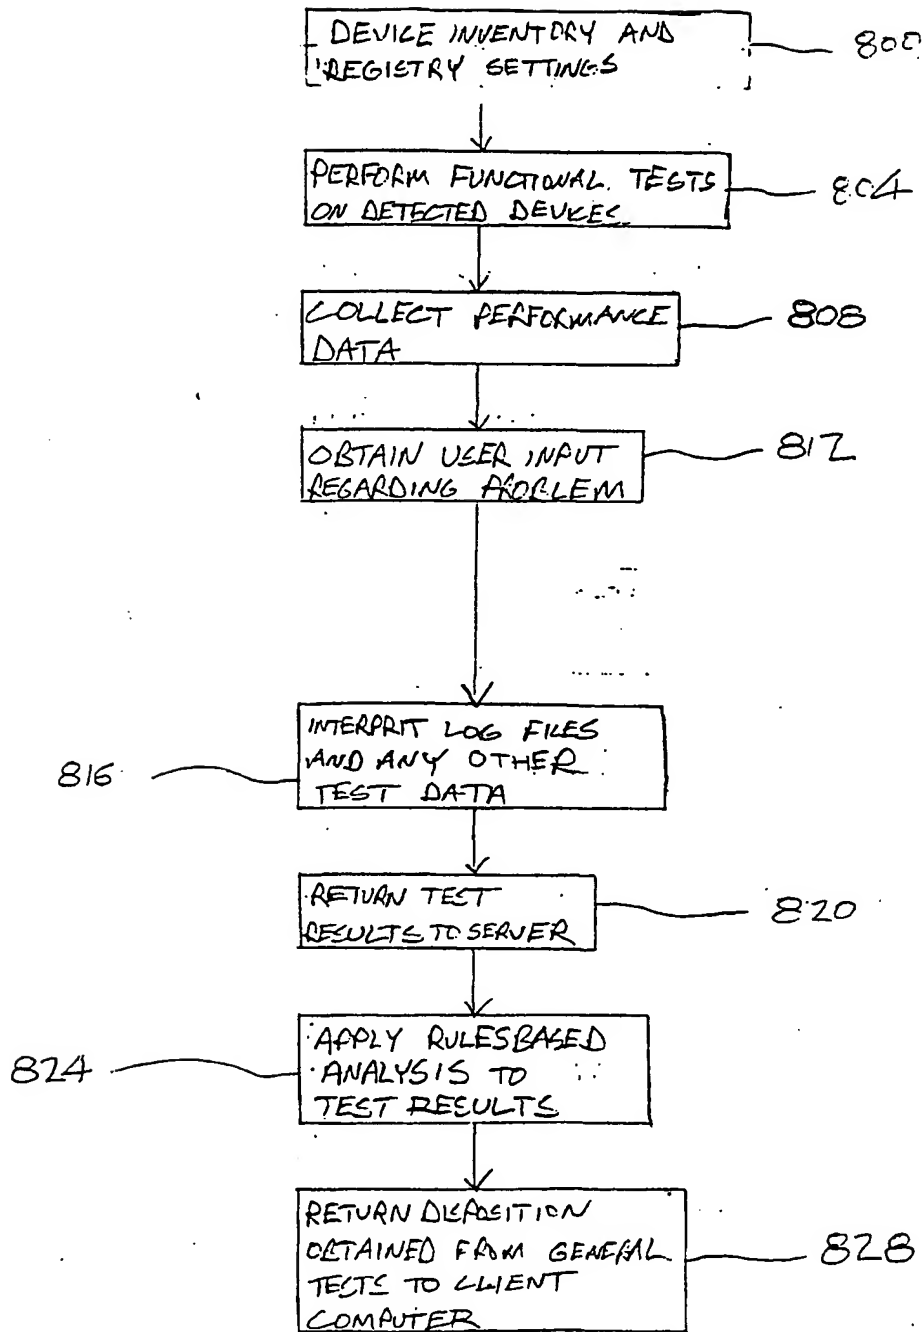 DEVICE INVENTORY AND
REGISTRY SETTINGS
800
PERFORM FUNCTIONAL TESTS
ON DETECTED DEVICES
804
COLLECT PERFORMANCE
DATA
808
OBTAIN USER INPUT
REGARDING PROBLEM
812
INTERPRIT LOG FILES
AND ANY OTHER
TEST DATA
816
RETURN TEST
RESULTS TO SERVER
820
APPLY RULESBASED
ANALYSIS TO
TEST RESULTS
824
RETURN DISPOSITION
OBTAINED FROM GENERAL
TESTS TO CLIENT
COMPUTER
828